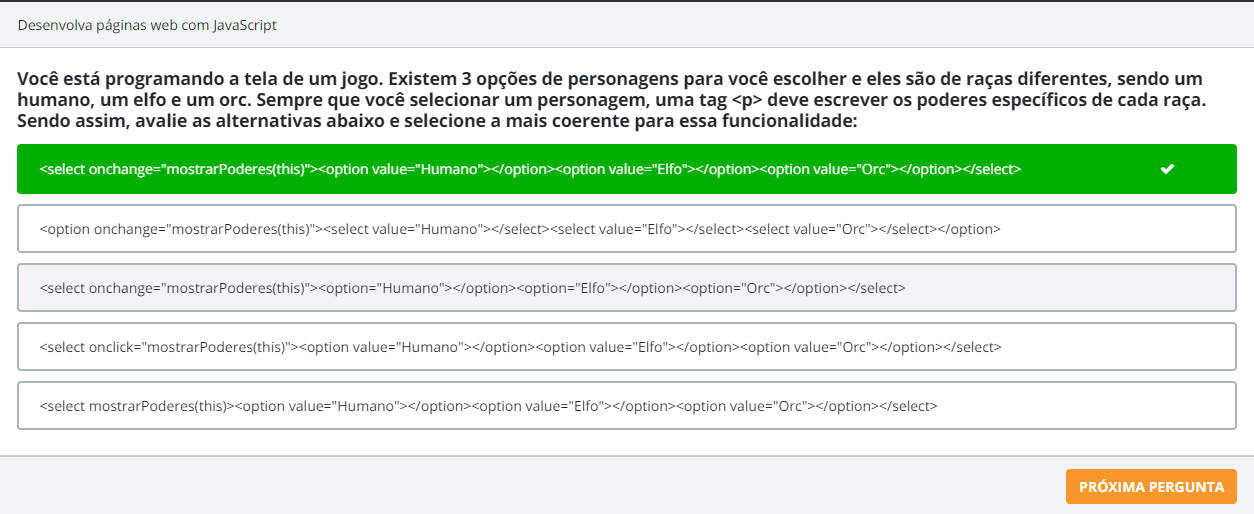 Desenvolva páginas web com JavaScript
Você está programando a tela de um jogo. Existem 3 opções de personagens para você escolher e eles são de raças diferentes, sendo um
humano, um elfo e um orc. Sempre que você selecionar um personagem, uma tag <p> deve escrever os poderes específicos de cada raça.
Sendo assim, avalie as alternativas abaixo e selecione a mais coerente para essa funcionalidade:
<select onchange="mostrarPoderes(this)"><option value="Humano"></option><option value="Elfo"></option><option value="Orc"></option></select>
<option onchange="mostrarPoderes(this)"><select value="Humano"></select><select value="Elfo"></select><select value="Orc"></select></option>
<select onchange="mostrarPoderes(this)"><option="Humano"></option><option="Elfo"></option><option="Orc"></option></select>
<select onclick="mostrarPoderes(this)"><option value="Humano"></option><option value="Elfo"></option><option value="Orc"></option></select>
<select mostrarPoderes(this)><option value="Humano"></option><option value="Elfo"></option><option value="Orc"></option></select>
PRÓXIMA PERGUNTA